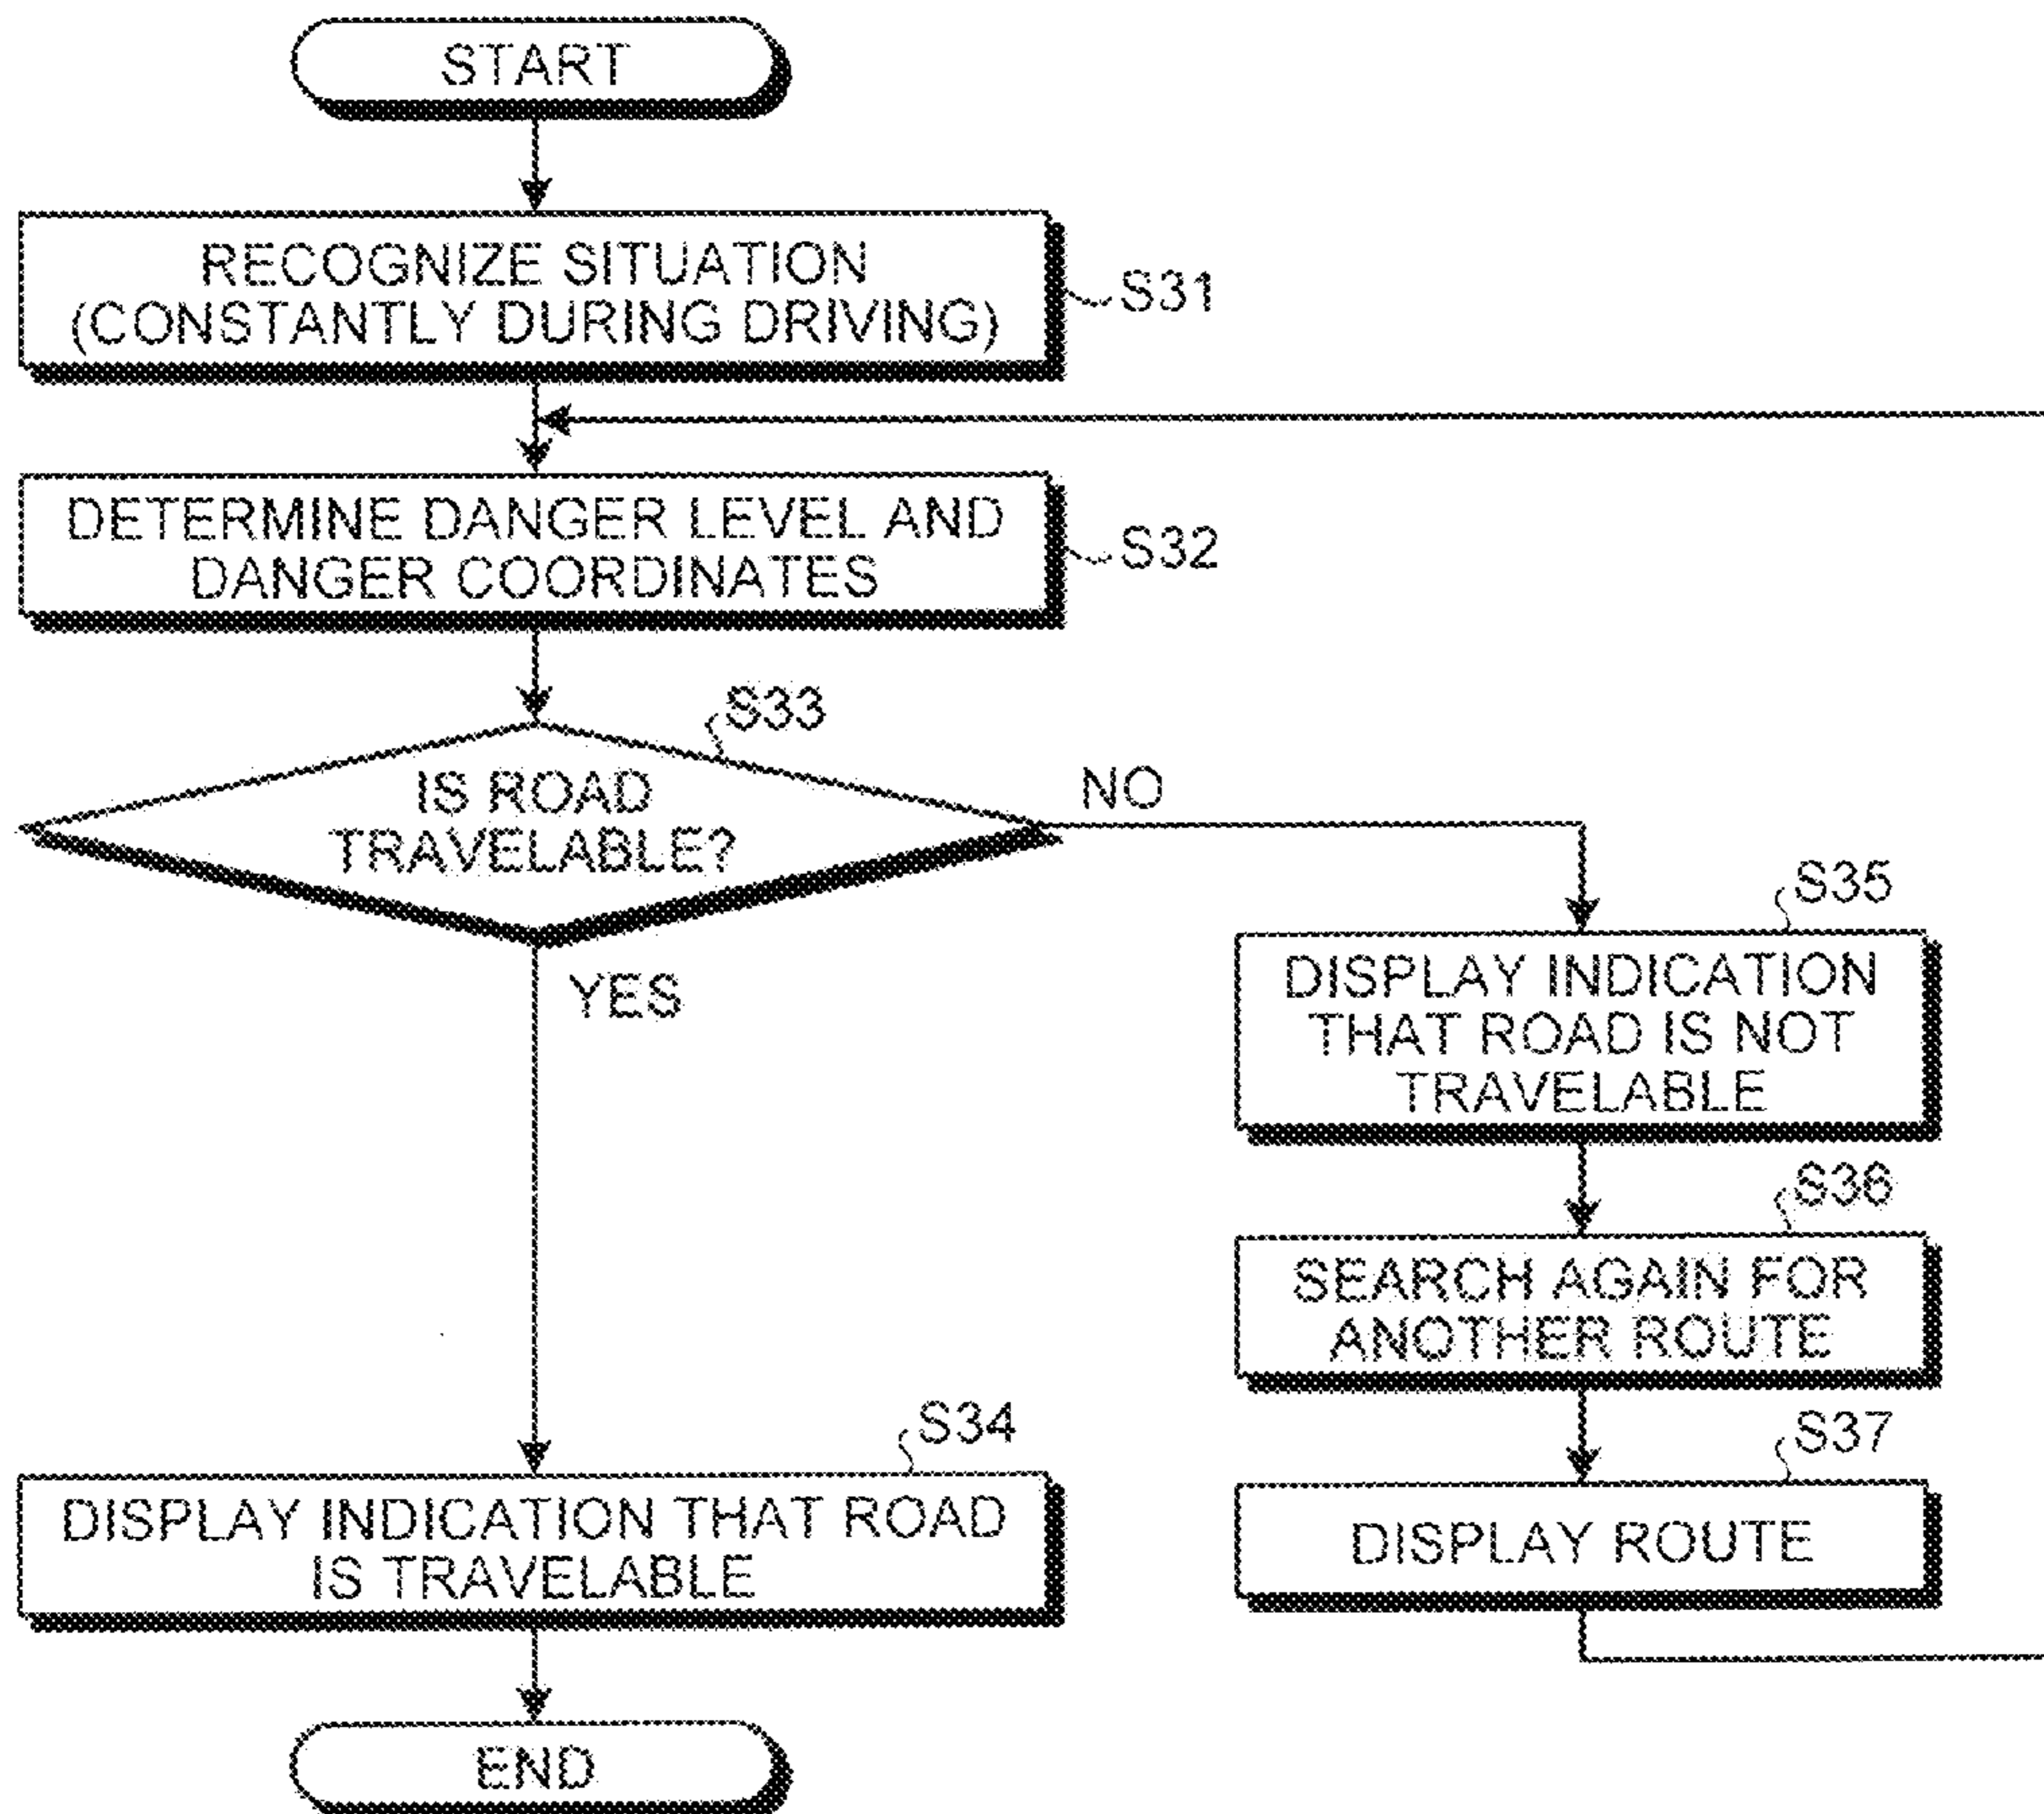 START
RECOGNIZE SITUATION
(CONSTANTLY DURING DRIVING)
S31
DETERMINE DANGER LEVEL AND
DANGER COORDINATES
S32
S33
IS ROAD
TRAVELABLE?
NO
YES
S35
DISPLAY INDICATION
THAT ROAD IS NOT
TRAVELABLE
S36
SEARCH AGAIN FOR
ANOTHER ROUTE
S37
DISPLAY ROUTE
S34
DISPLAY INDICATION THAT ROAD
IS TRAVELABLE
END